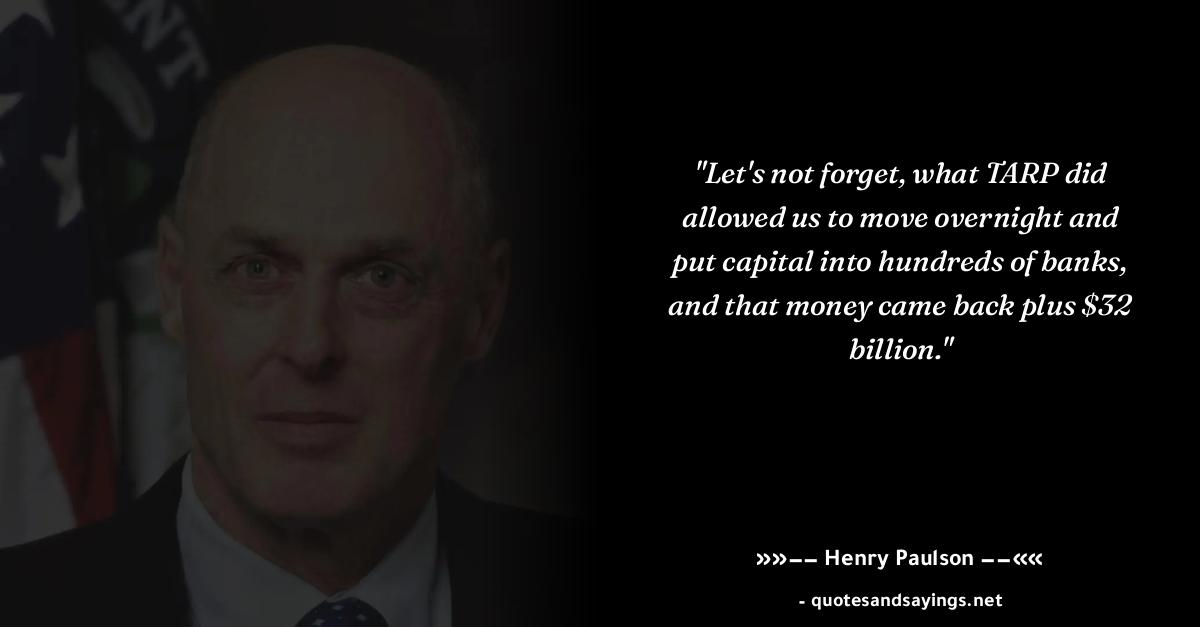 ENT
"Let's not forget, what TARP did
allowed us to move overnight and
put capital into hundreds of banks,
and that money came back plus $32
billion."
»»–– Henry Paulson ––««
- quotesandsayings.net